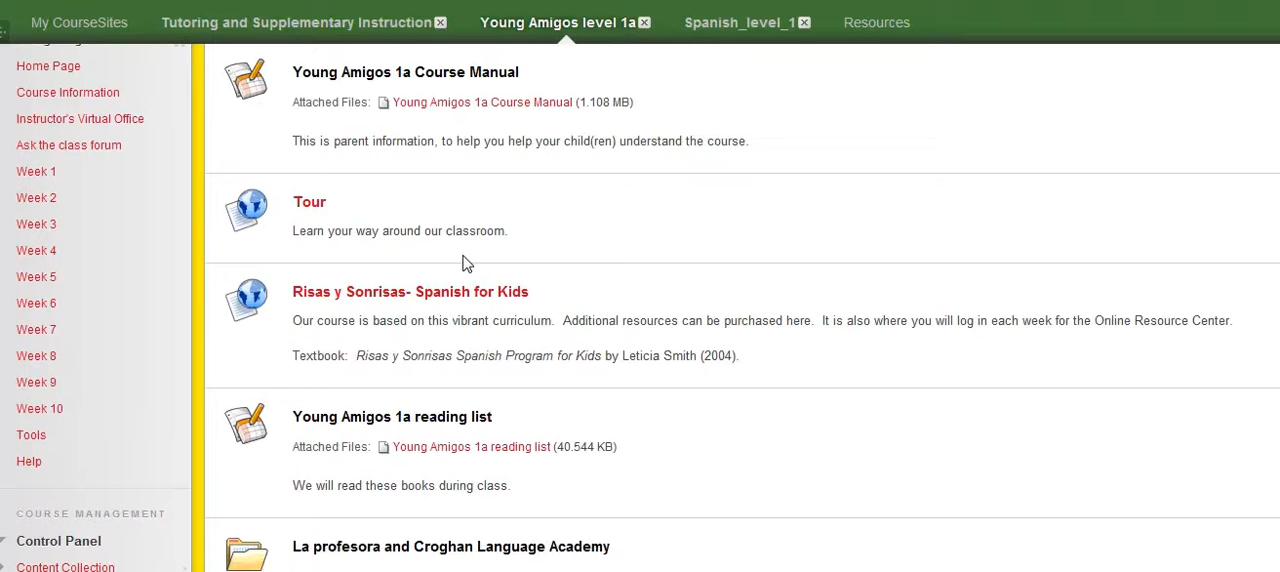 My CourseSites Tutoring and Supplementary Instruction Young Amigos level 1a Spanish_level_1 Resources
Home Page
Course Information
Instructor's Virtual Office
Ask the class forum
Week 1
Week 2
Week 3
Week 4
Week 5
Week 6
Week 7
Week 8
Week 9
Week 10
Tools
Help
COURSE MANAGEMENT
Control Panel
Content Collection
Young Amigos 1a Course Manual
Attached Files: Young Amigos 1a Course Manual (1.108 MB)
This is parent information, to help you help your child(ren) understand the course.
Tour
Learn your way around our classroom.
Risas y Sonrisas- Spanish for Kids
Our course is based on this vibrant curriculum. Additional resources can be purchased here. It is also where you will log in each week for the Online Resource Center.
Textbook: Risas y Sonrisas Spanish Program for Kids by Leticia Smith (2004).
Young Amigos 1a reading list
Attached Files: Young Amigos 1a reading list (40.544 KB)
We will read these books during class.
La profesora and Croghan Language Academy